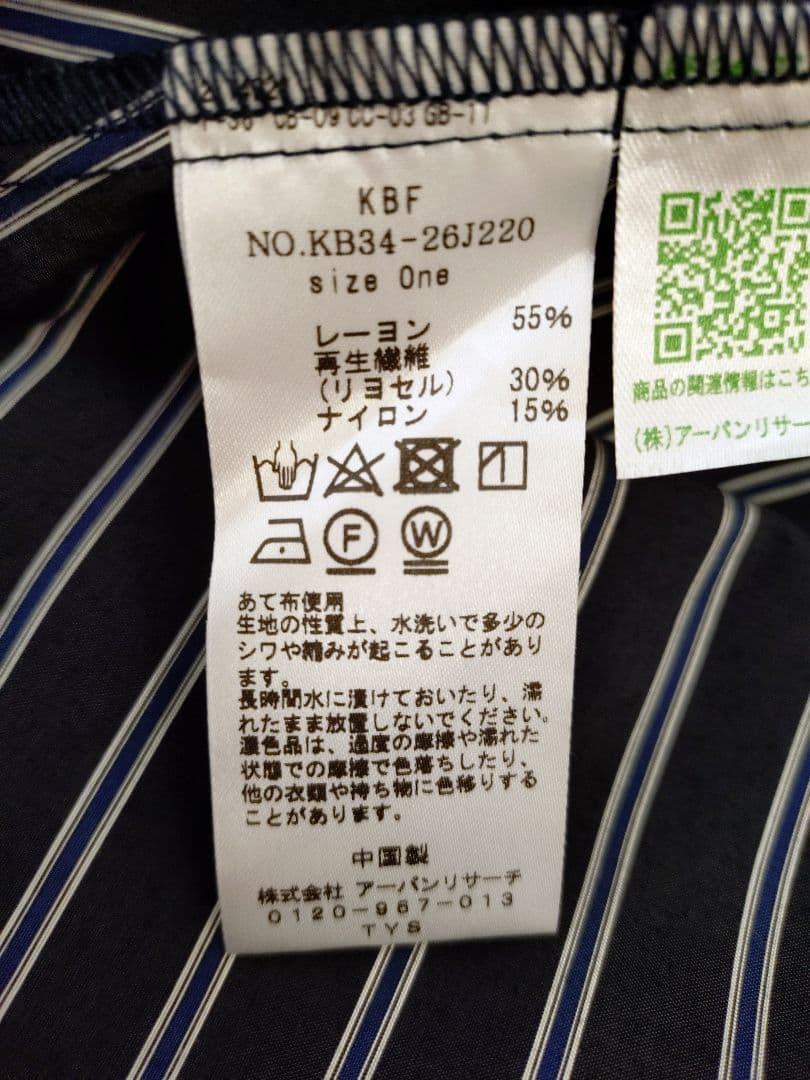 KBF
NO.KB34-26J220
size One
レーヨン 55%
再生繊維
(リヨセル) 30%
ナイロン 15%
F
W
あて布使用
生地の性質上、水洗いで多少の
シワや縮みが起こることがあり
ます。
長時間水に漬けておいたり、濡
れたまま放置しないでください。
濃色品は、過度の摩擦や濡れた
状態での摩擦で色落ちしたり、
他の衣類や持ち物に色移りする
ことがあります。
中国製
株式会社 アーバンリサーチ
0120-967-013
TYS
商品の関連情報はこち
(株)アーバンリサー